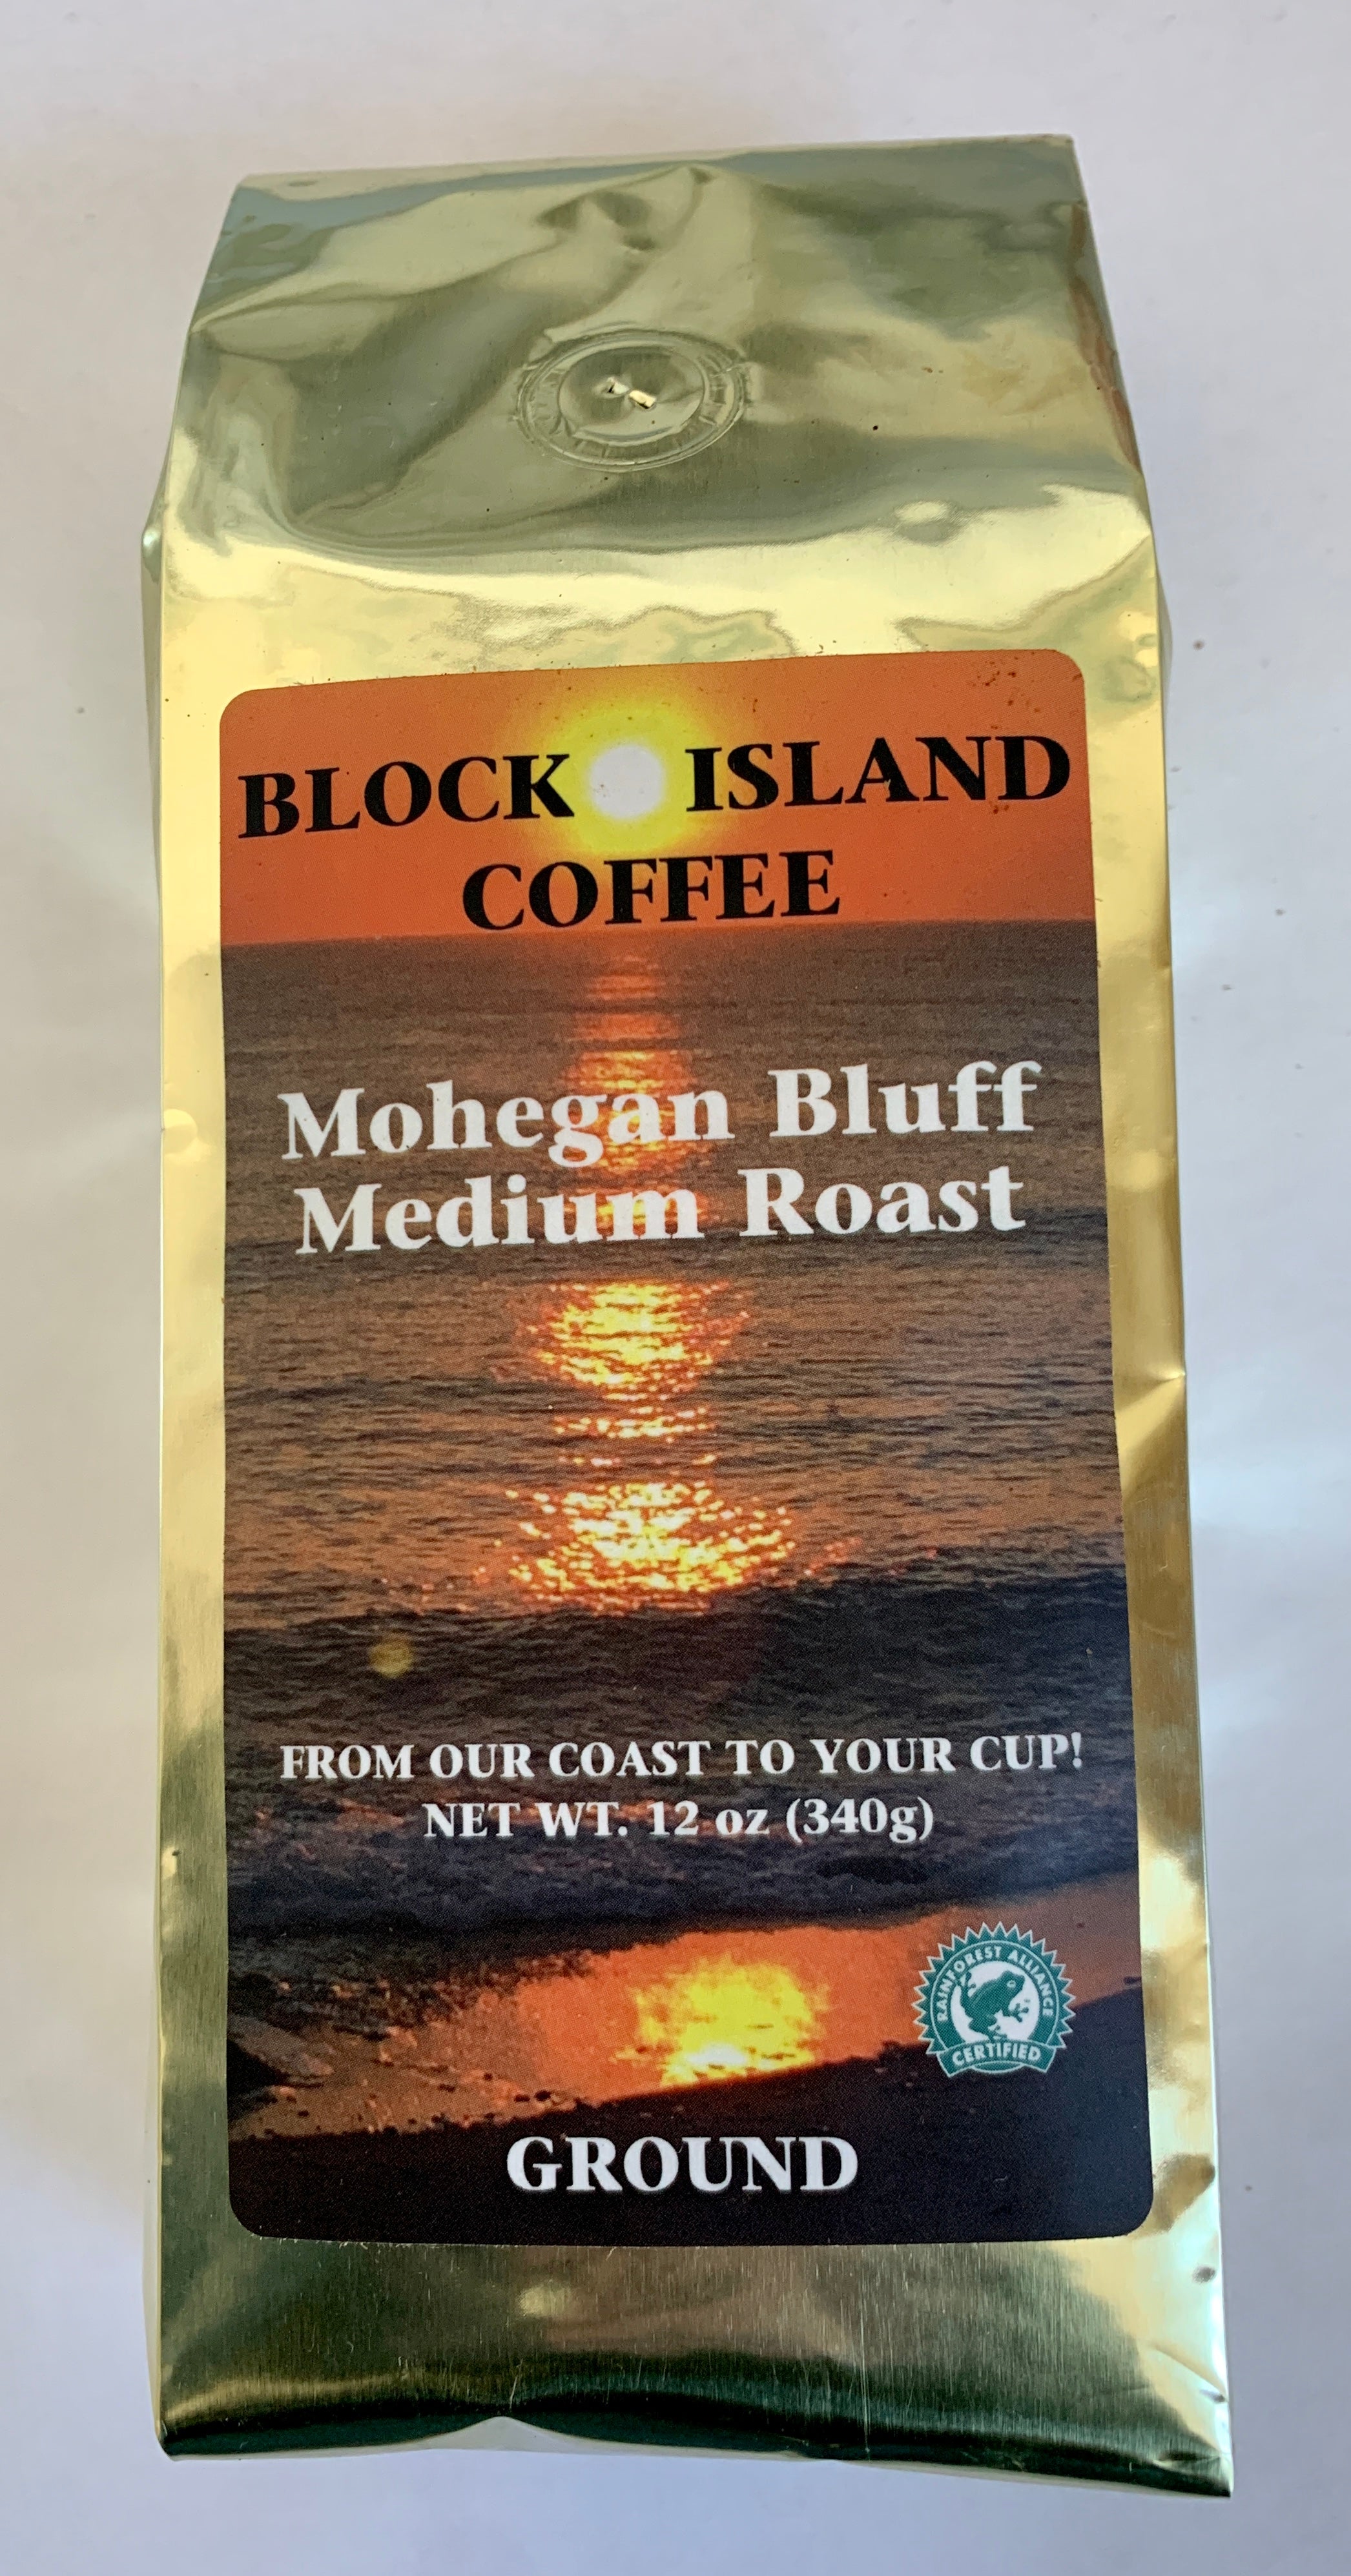 BLOCK ISLAND
COFFEE
Mohegan Bluff
Medium Roast
FROM OUR COAST TO YOUR CUP!
NET WT. 12 oz (340g)
RAINFOREST ALLIANCE
CERTIFIED
GROUND